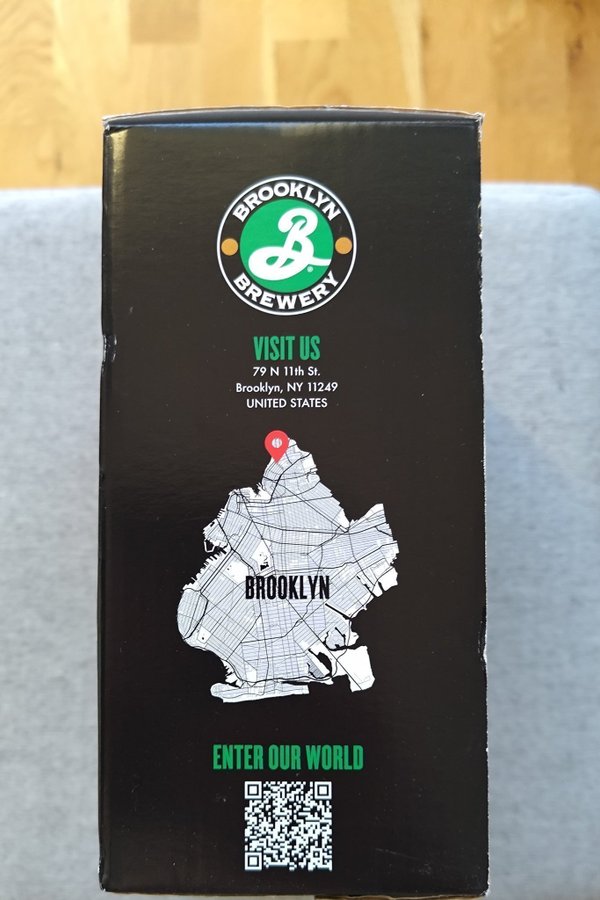 BROOKLYN
B
®
BREWERY
VISIT US
79 N 11th St.
Brooklyn, NY 11249
UNITED STATES
BROOKLYN
ENTER OUR WORLD